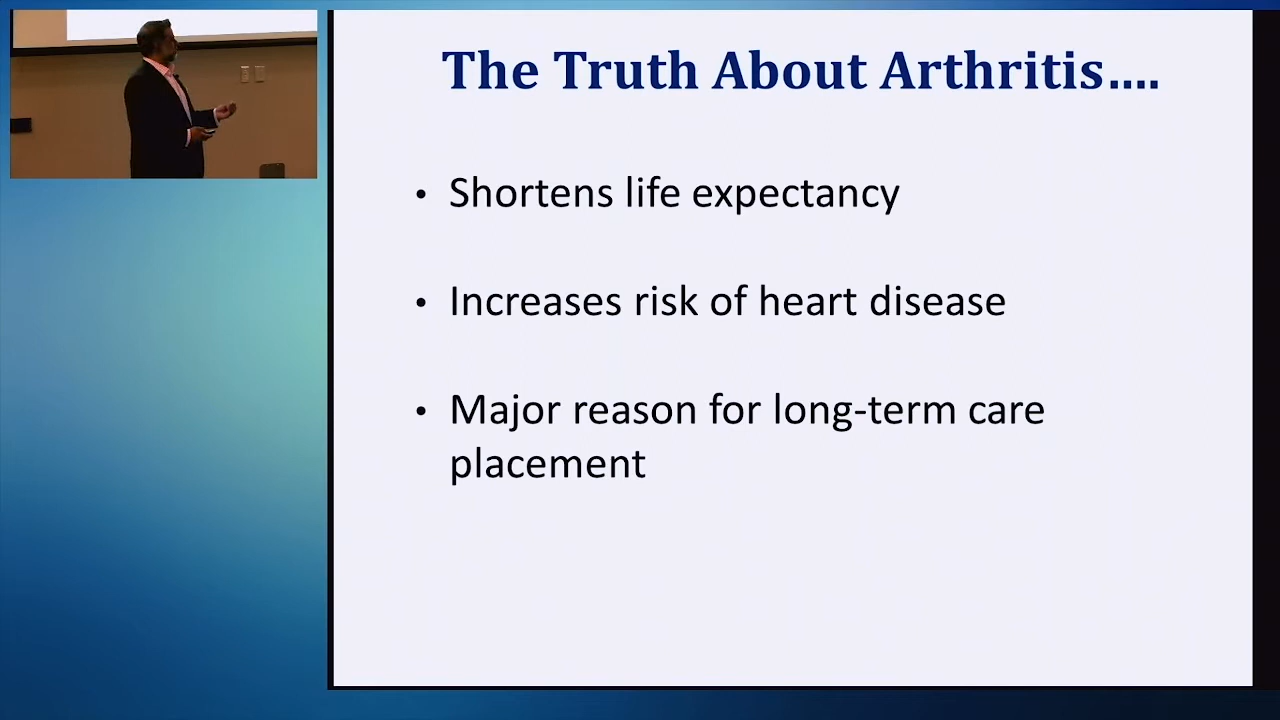 The Truth About Arthritis....
• Shortens life expectancy
• Increases risk of heart disease
• Major reason for long-term care
placement